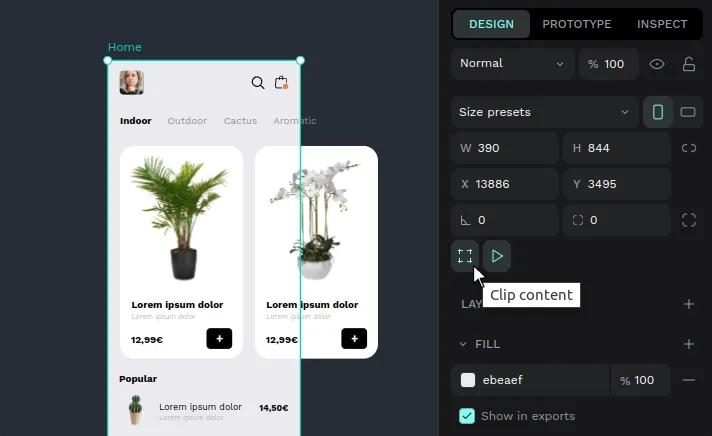 DESIGN PROTOTYPE INSPECT
Home
Normal % 100
Size presets
Indoor Outdoor Cactus Aromatic
W 390 H 844
X 13886 Y 3495
0 0
Clip content
LAY
Lorem ipsum dolor Lorem ipsum dolor
Lorem ipsum dolor Lorem ipsum dolor
12,99€ + 12,99€ +
FILL
Popular
ebeaef % 100
Lorem ipsum dolor 14,50€
Lorem ipsum dolor
Show in exports